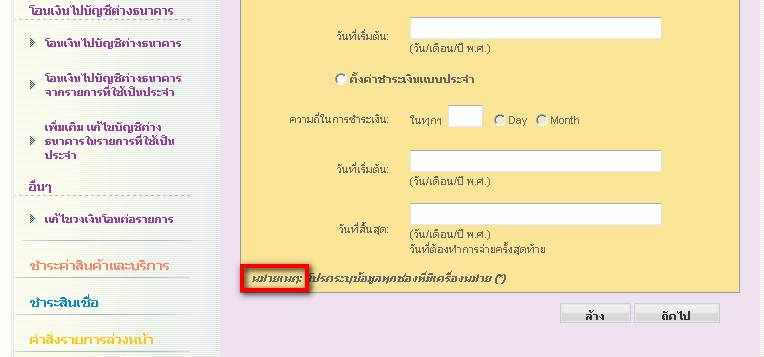 โอนเงินไปบัญชีต่างธนาคาร
โอนเงินไปบัญชีต่างธนาคาร
โอนเงินไปบัญชีต่างธนาคาร
จากรายการที่ใช้เป็นประจำ
เพิ่มเติม แก้ไขบัญชีต่าง
ธนาคารในรายการที่ใช้เป็น
ประจำ
อื่นๆ
แก้ไขวงเงินโอนต่อรายการ
ชำระค่าสินค้าและบริการ
ชำระสินเชื่อ
คำสั่งรายการล่วงหน้า
วันที่เริ่มต้น:
(วัน/เดือน/ปี พ.ศ.)
ตั้งค่าชำระเงินแบบประจำ
ความถี่ในการชำระเงิน: ในทุกๆ Day Month
วันที่เริ่มต้น:
(วัน/เดือน/ปี พ.ศ.)
วันที่สิ้นสุด:
(วัน/เดือน/ปี พ.ศ.)
วันที่ต้องทำการจ่ายครั้งสุดท้าย
หมายเหตุ: โปรดระบุข้อมูลทุกช่องที่มีเครื่องหมาย (*)
ล้าง ถัดไป